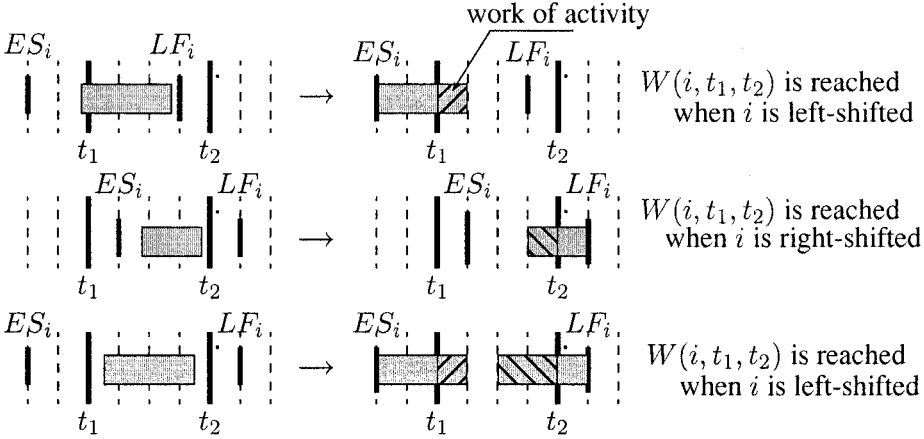 work of activity
ES_i LF_i ES_i LF_i
W(i, t_1, t_2) is reached
when i is left-shifted
t_1 t_2 t_1 t_2
ES_i LF_i ES_i LF_i
W(i, t_1, t_2) is reached
when i is right-shifted
t_1 t_2 t_1 t_2
ES_i LF_i ES_i LF_i
W(i, t_1, t_2) is reached
when i is left-shifted
t_1 t_2 t_1 t_2